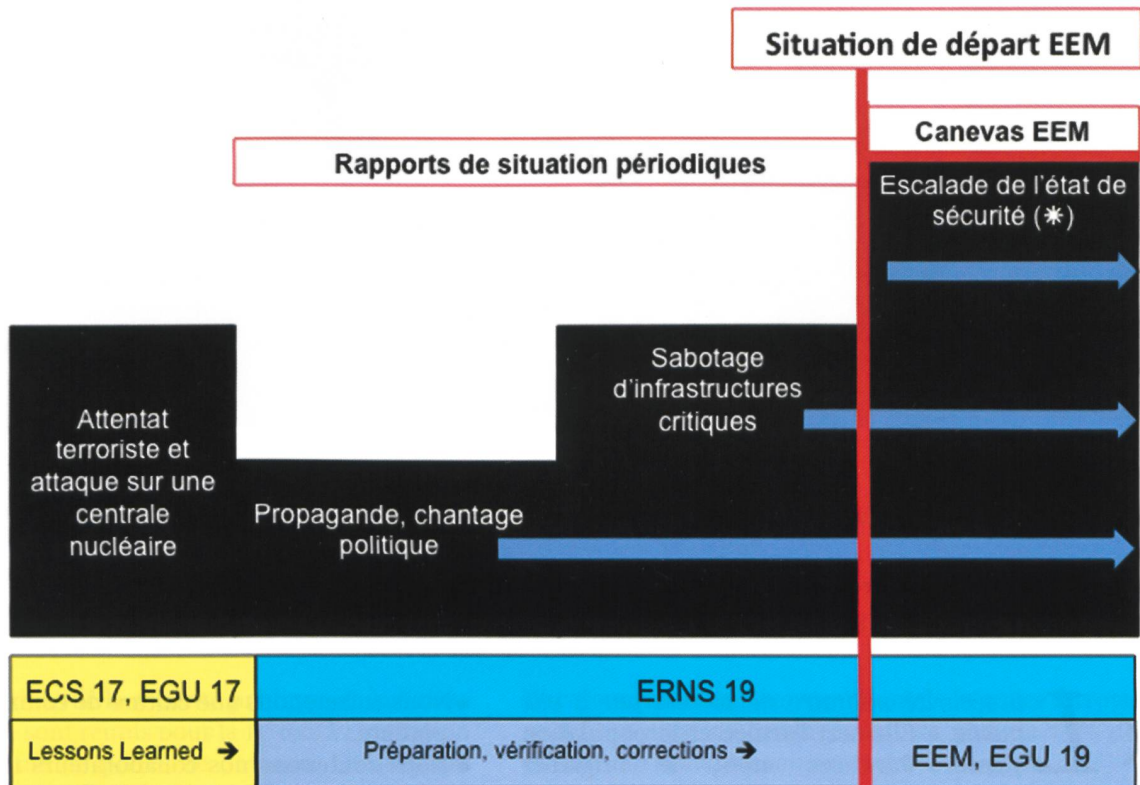 Situation de départ EEM
Canevas EEM
Rapports de situation périodiques
Escalade de l'état de
sécurité (✷)
Sabotage
d'infrastructures
critiques
Attentat
terroriste et
attaque sur une
centrale
nucléaire
Propagande, chantage
politique
ECS 17, EGU 17
ERNS 19
Lessons Learned ➔
Préparation, vérification, corrections ➔
EEM, EGU 19